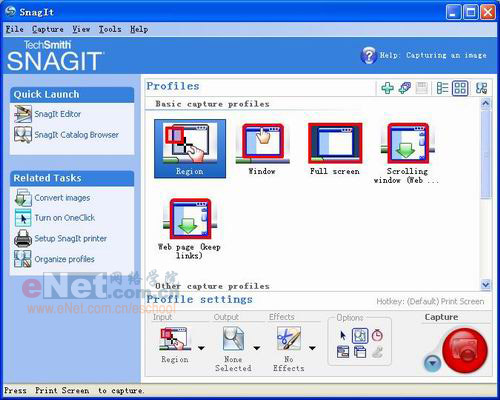 SnagIt
File Capture View Tools Help
TechSmith
SNAGIT
Help: Capturing an image
Quick Launch
SnagIt Editor
SnagIt Catalog Browser
Related Tasks
Convert images
Turn on OneClick
Setup SnagIt printer
Organize profiles
Profiles
Basic capture profiles
Region
Window
Full screen
Scrolling
window (Web ...
Web page (keep
links)
Other capture profiles
eNet网络学院
.com.cn
www.eNet.com.cn/eschool
Profile settings
Hotkey: (Default) Print Screen
Input
Region
Output
None
Selected
Effects
No
Effects
Options
Capture
Press Print Screen to capture.